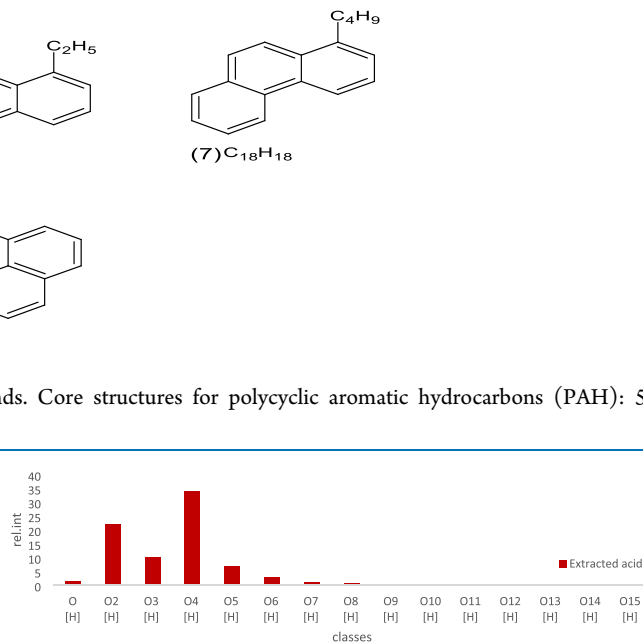 C4H9
C2H5
(7)C18H18
nds. Core structures for polycyclic aromatic hydrocarbons (PAH): 5
40
35
30
25
20
15
10
5
0
rel.int
Extracted acid
O O2 O3 O4 O5 O6 O7 O8 O9 O10 O11 O12 O13 O14 O15
[H] [H] [H] [H] [H] [H] [H] [H] [H] [H] [H] [H] [H] [H] [H]
classes